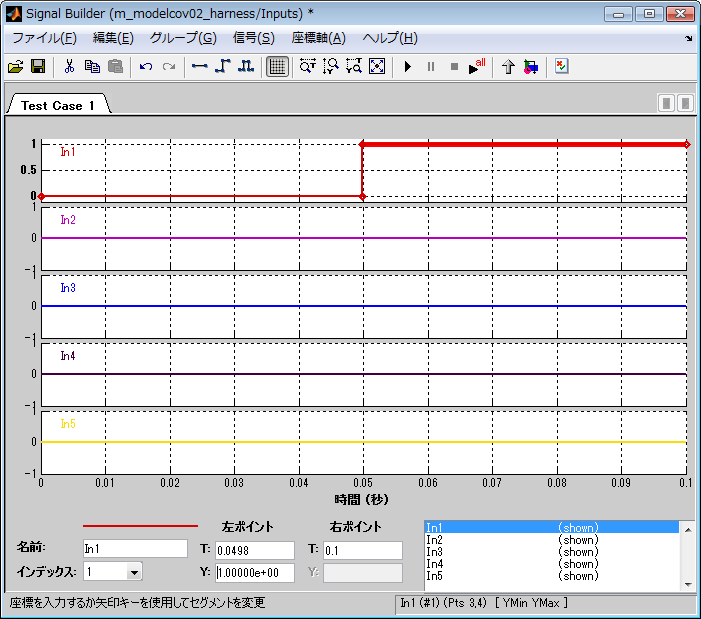 Signal Builder (m_modelcov02_harness/Inputs) *
ファイル(F) 編集(E) グループ(G) 信号(S) 座標軸(A) ヘルプ(H)
all
Test Case 1
1
0.5
0
In1
1
0
-1
In2
1
0
-1
In3
1
0
-1
In4
1
0
-1
In5
0 0.01 0.02 0.03 0.04 0.05 0.06 0.07 0.08 0.09 0.1
時間 (秒)
左ポイント 右ポイント
名前: In1 T: 0.0498 T: 0.1
インデックス: 1 Y: 1.00000e+00 Y:
In1 (shown)
In2 (shown)
In3 (shown)
In4 (shown)
In5 (shown)
座標を入力するか矢印キーを使用してセグメントを変更
In1 (#1) (Pts 3,4) [ YMin YMax ]